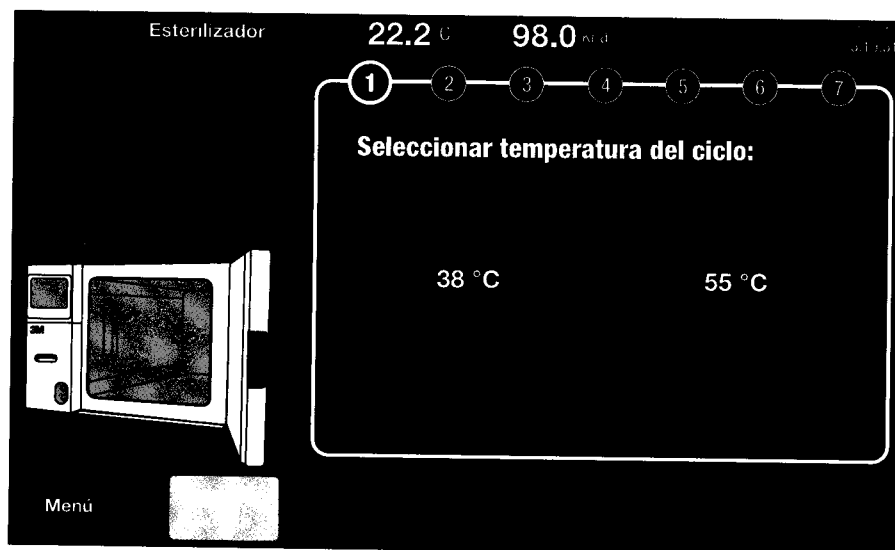 Esterilizador 22.2 C 98.0
1 2 3 4 5 6 7
Seleccionar temperatura del ciclo:
38 °C 55 °C
3M
Menú